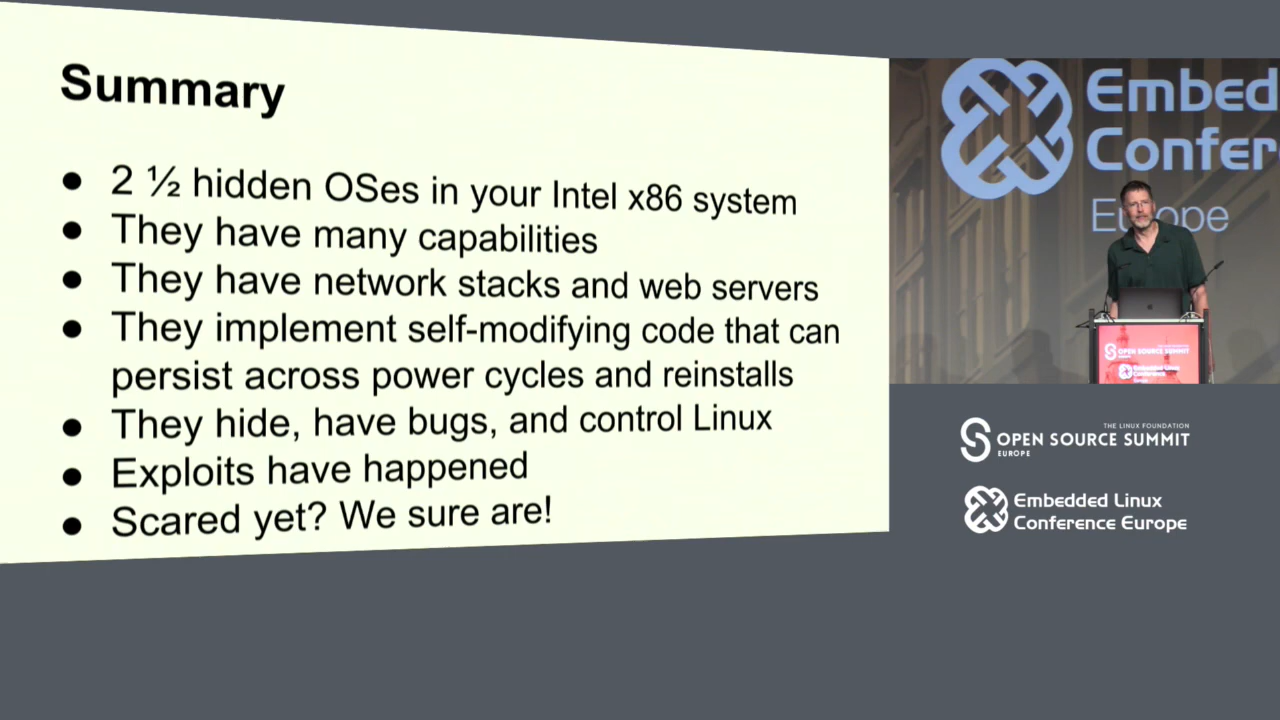 Summary
● 2 ½ hidden OSes in your Intel x86 system
● They have many capabilities
● They have network stacks and web servers
● They implement self-modifying code that can
persist across power cycles and reinstalls
● They hide, have bugs, and control Linux
● Exploits have happened
● Scared yet? We sure are!
Embed
Confer
Europe
OPEN SOURCE SUMMIT
THE LINUX FOUNDATION
OPEN SOURCE SUMMIT
EUROPE
Embedded Linux
Conference Europe